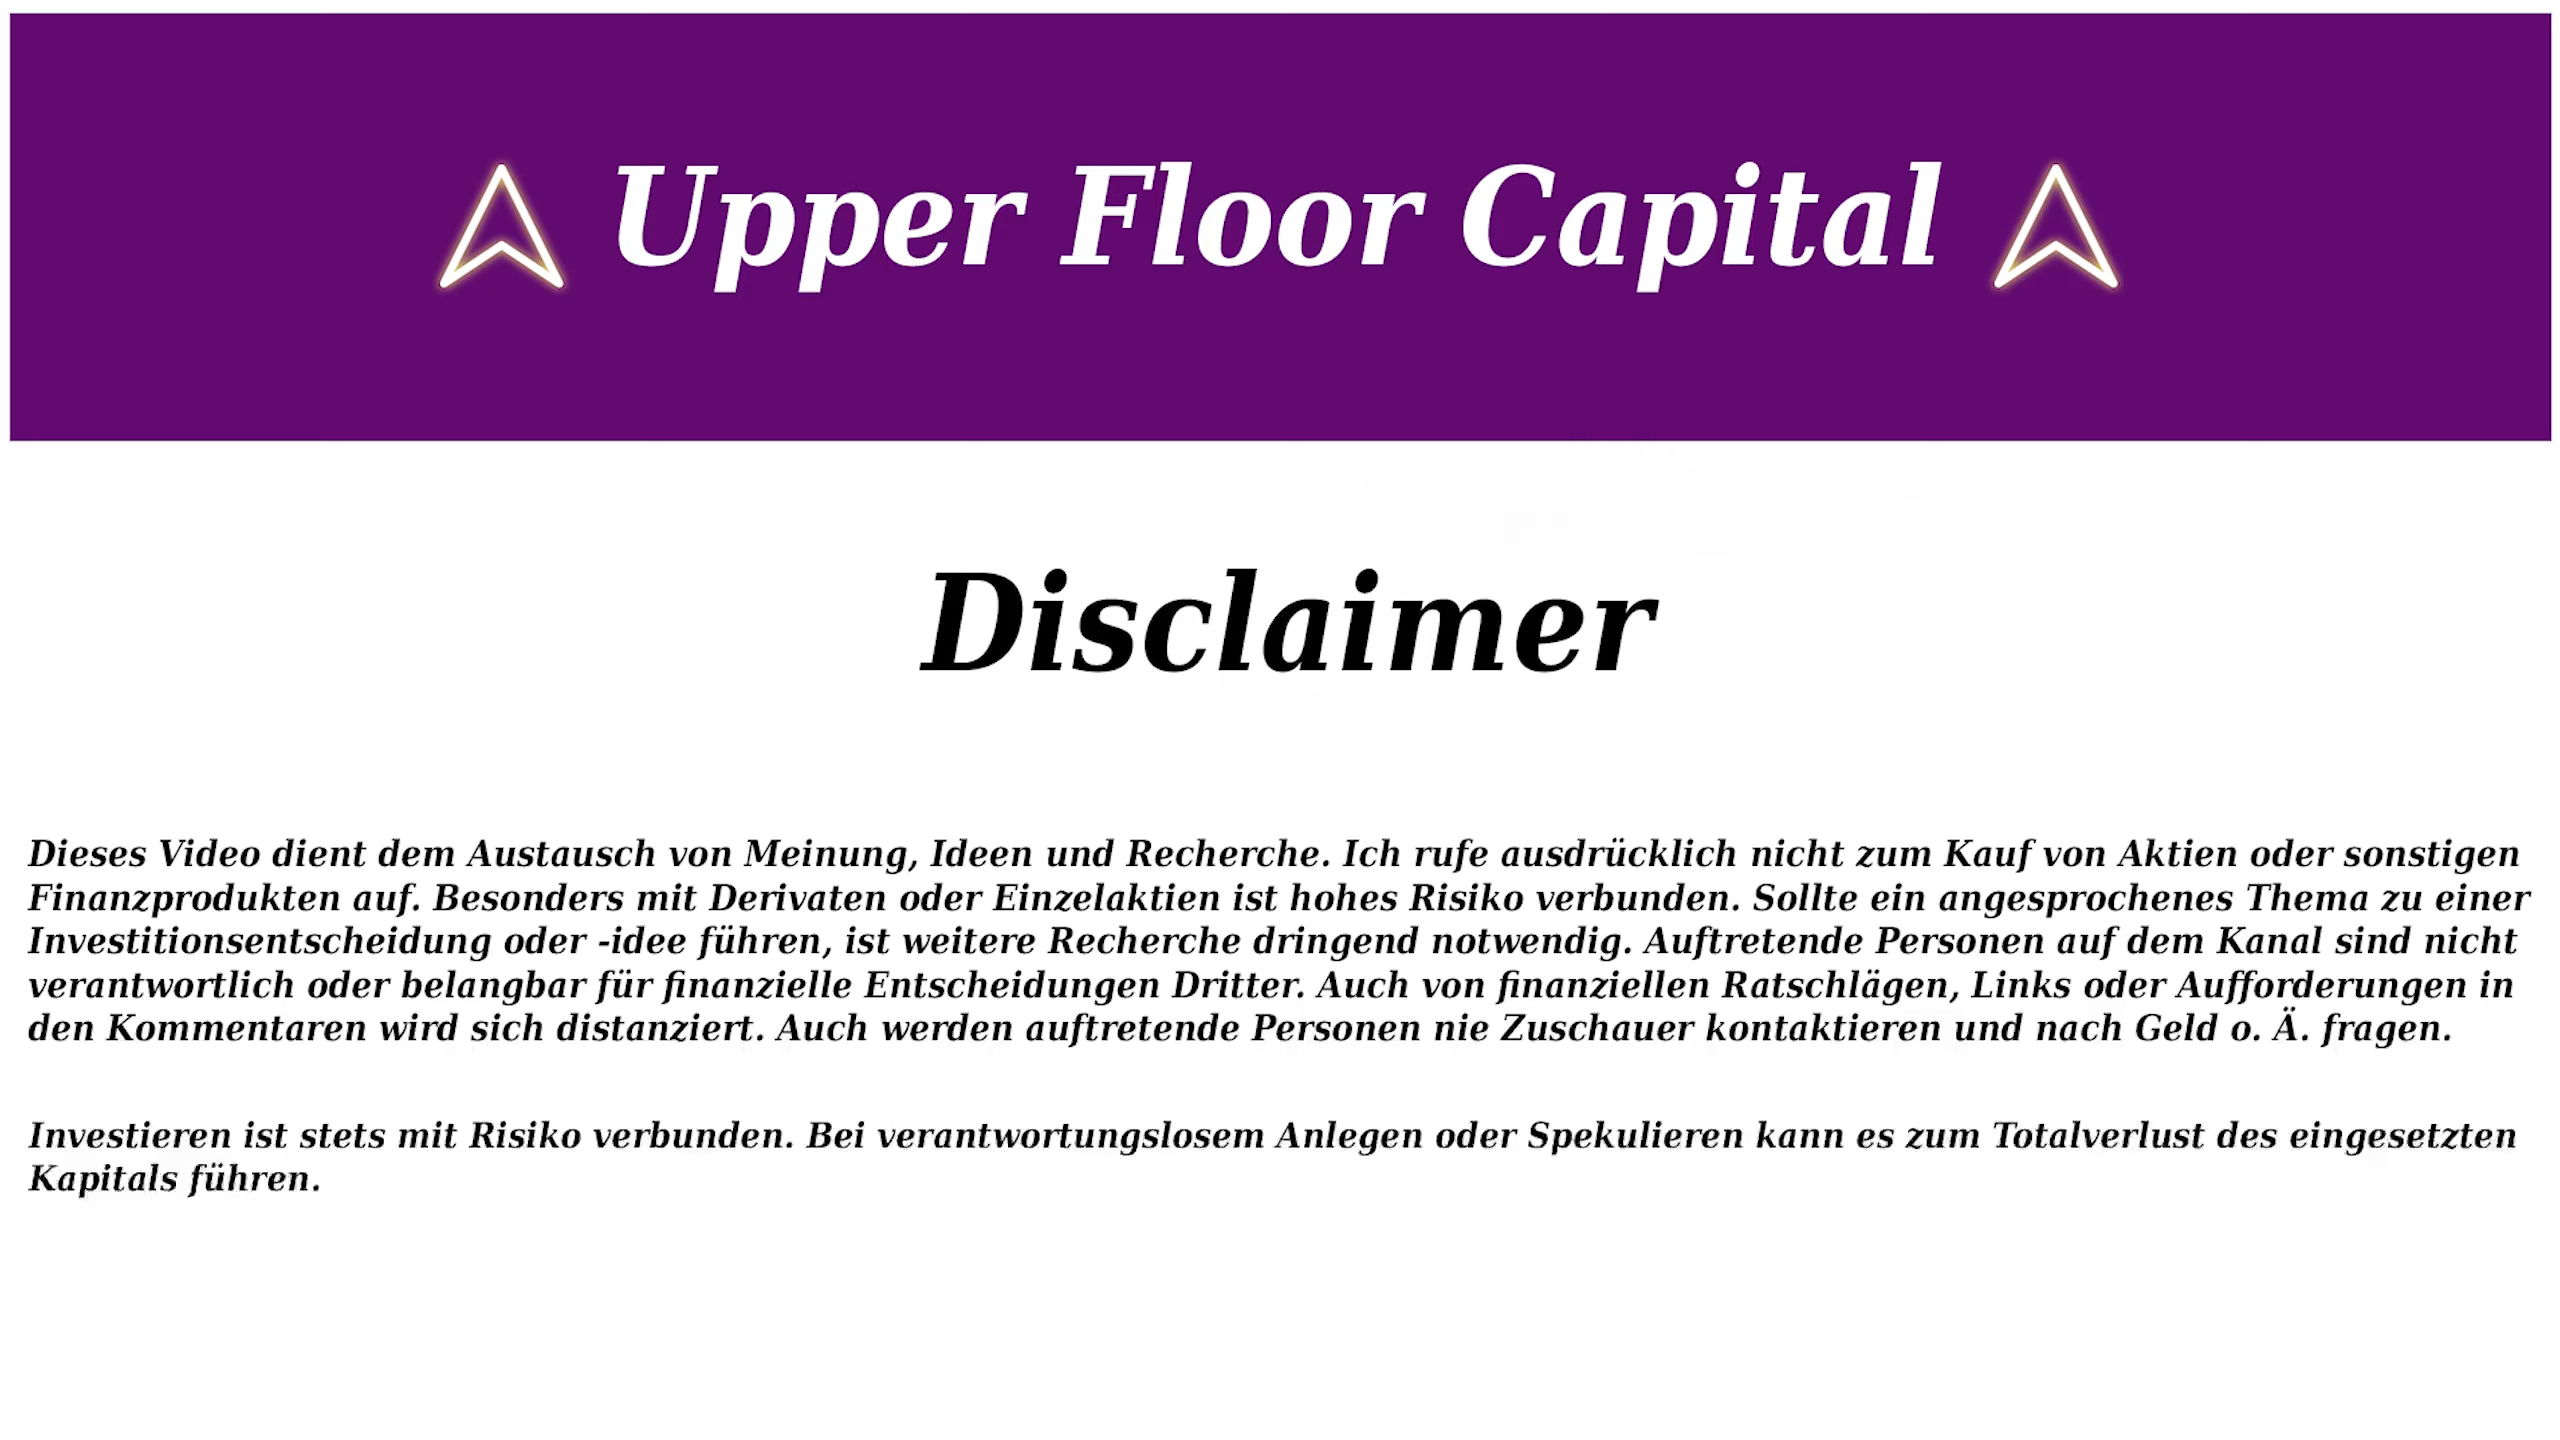 Upper Floor Capital
Disclaimer
Dieses Video dient dem Austausch von Meinung, Ideen und Recherche. Ich rufe ausdrücklich nicht zum Kauf von Aktien oder sonstigen
Finanzprodukten auf. Besonders mit Derivaten oder Einzelaktien ist hohes Risiko verbunden. Sollte ein angesprochenes Thema zu einer
Investitionsentscheidung oder -idee führen, ist weitere Recherche dringend notwendig. Auftretende Personen auf dem Kanal sind nicht
verantwortlich oder belangbar für finanzielle Entscheidungen Dritter. Auch von finanziellen Ratschlägen, Links oder Aufforderungen in
den Kommentaren wird sich distanziert. Auch werden auftretende Personen nie Zuschauer kontaktieren und nach Geld o. Ä. fragen.
Investieren ist stets mit Risiko verbunden. Bei verantwortungslosem Anlegen oder Spekulieren kann es zum Totalverlust des eingesetzten
Kapitals führen.